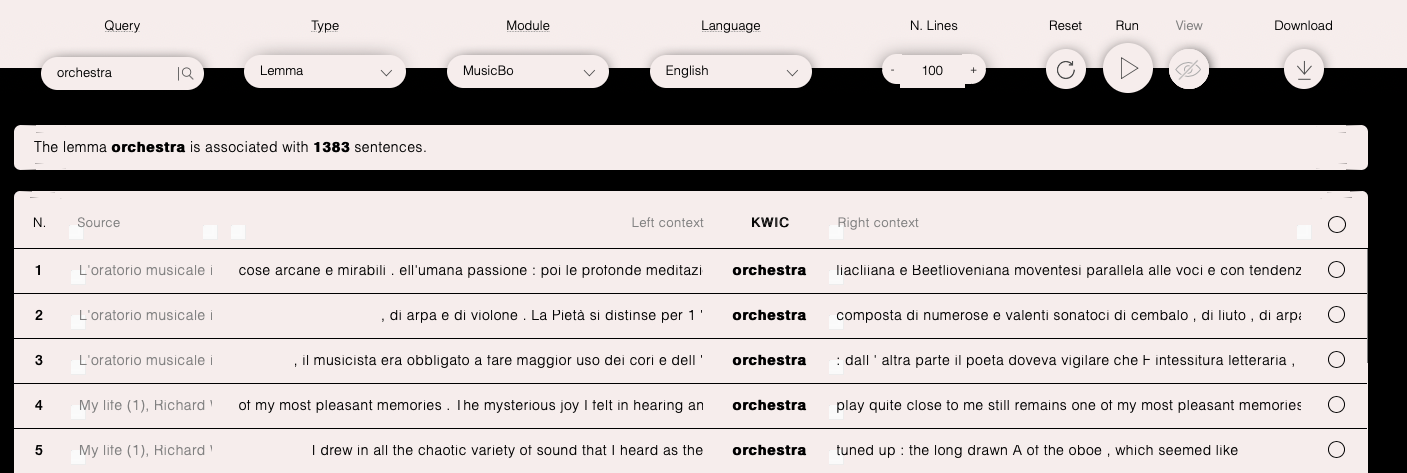 Query Type Module Language N. Lines Reset Run View Download
orchestra Lemma MusicBo English - 100 +
The lemma orchestra is associated with 1383 sentences.
N. Source Left context KWIC Right context
1 L'oratorio musicale i cose arcane e mirabili . ell'umana passione : poi le profonde meditazi orchestra liacliiana e Beetlioveniana moventesi parallela alle voci e con tendenz
2 L'oratorio musicale i , di arpa e di violone . La Pietà si distinse per 1 ' orchestra composta di numerose e valenti sonatoci di cembalo , di liuto , di arpa
3 L'oratorio musicale i , il musicista era obbligato a fare maggior uso dei cori e dell ' orchestra : dall ' altra parte il poeta doveva vigilare che F intessitura letteraria ,
4 My life (1), Richard of my most pleasant memories . The mysterious joy I felt in hearing an orchestra play quite close to me still remains one of my most pleasant memories
5 My life (1), Richard I drew in all the chaotic variety of sound that I heard as the orchestra tuned up : the long drawn A of the oboe , which seemed like